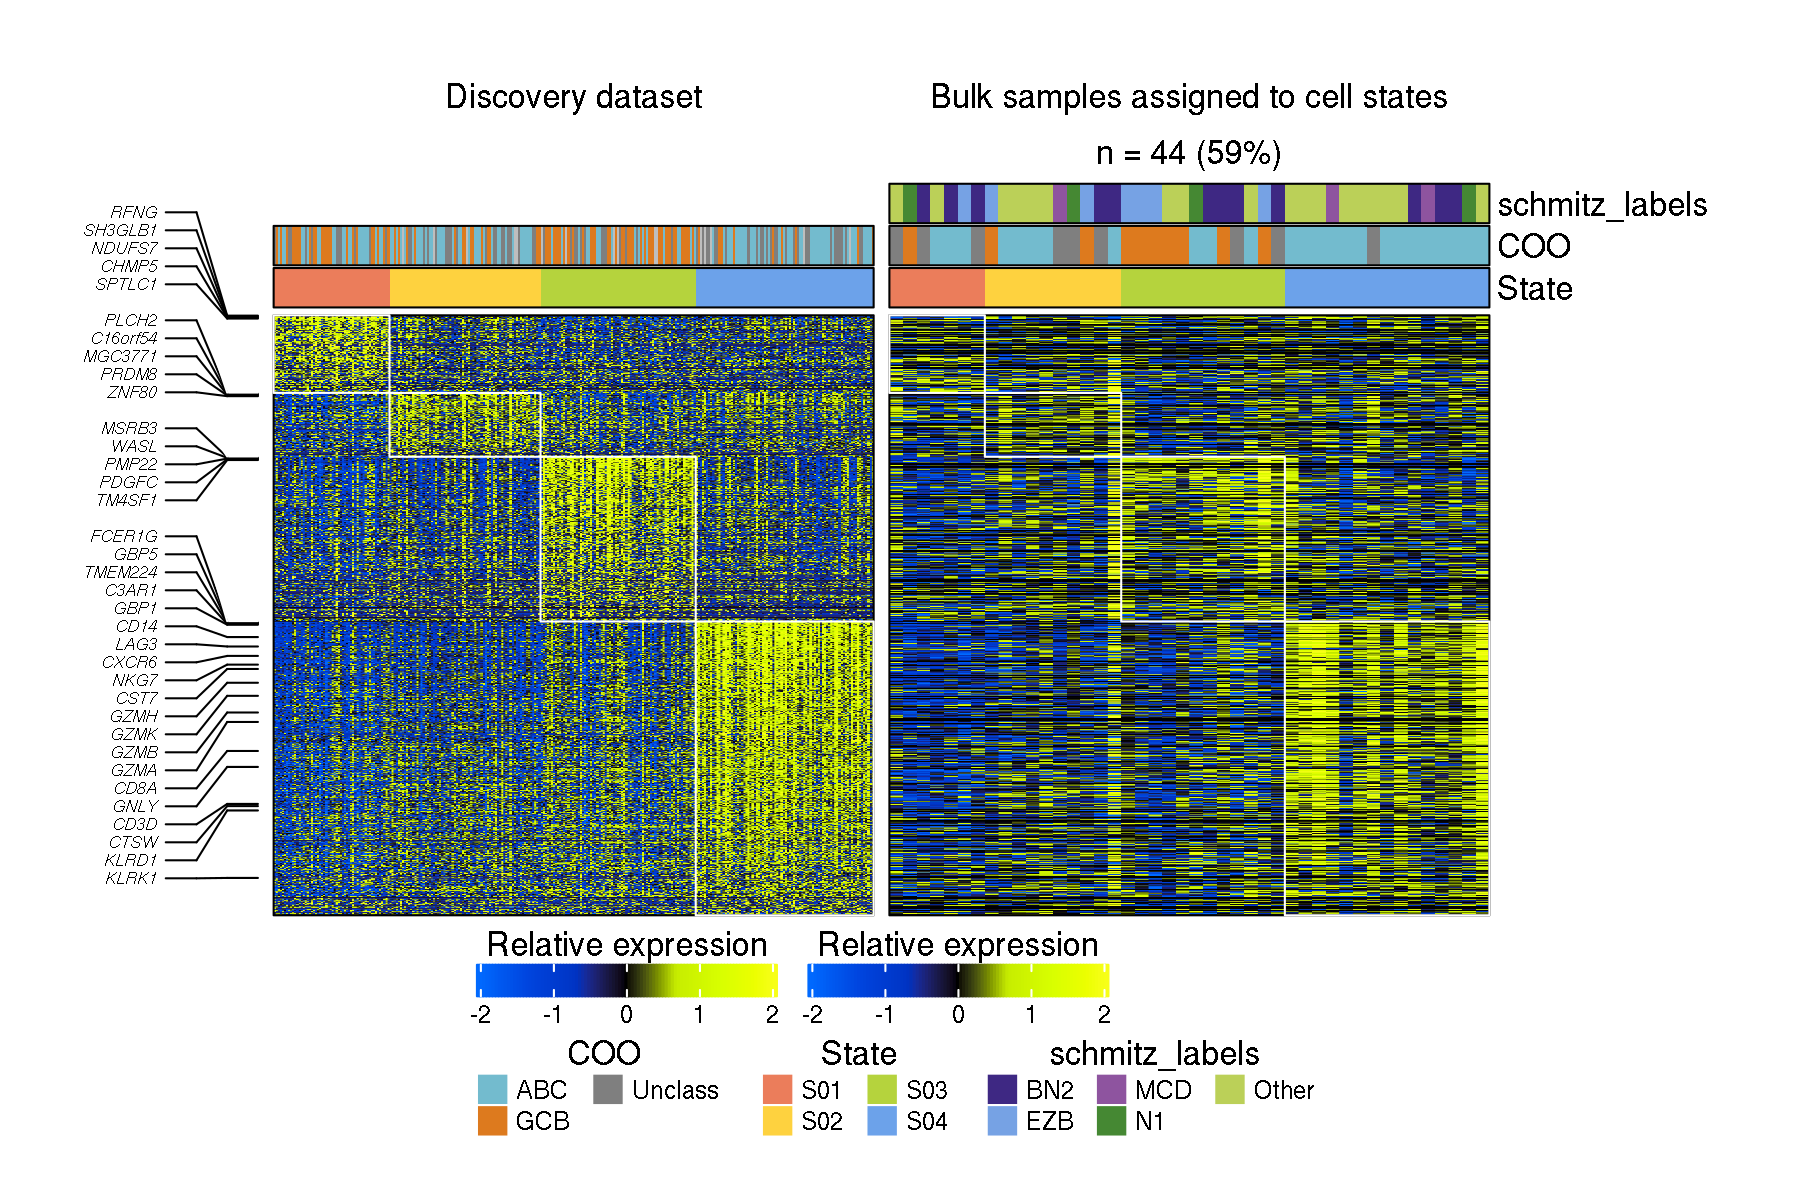 Discovery dataset
Bulk samples assigned to cell states
n = 44 (59%)
schmitz_labels
COO
State
RFNG
SH3GLB1
NDUFS7
CHMP5
SPTLC1
PLCH2
C16orf54
MGC3771
PRDM8
ZNF80
MSRB3
WASL
PMP22
PDGFC
TM4SF1
FCER1G
GBP5
TMEM224
C3AR1
GBP1
CD14
LAG3
CXCR6
NKG7
CST7
GZMH
GZMK
GZMB
GZMA
CD8A
GNLY
CD3D
CTSW
KLRD1
KLRK1
Relative expression
-2 -1 0 1 2
Relative expression
-2 -1 0 1 2
COO
ABC Unclass
GCB
State
S01 S03
S02 S04
schmitz_labels
BN2 MCD Other
EZB N1